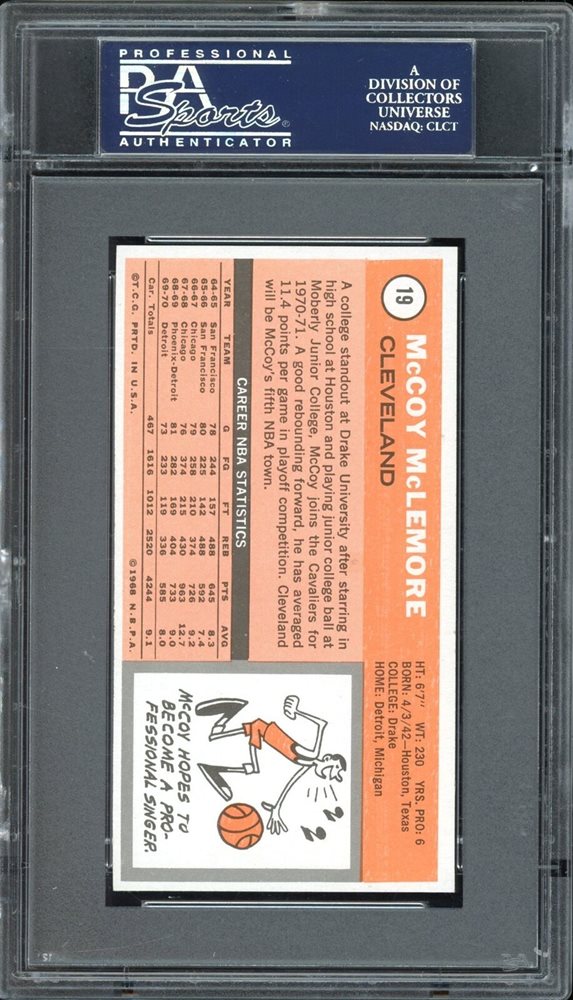 PROFESSIONAL
PSA
Sports
AUTHENTICATOR
A
DIVISION OF
COLLECTORS
UNIVERSE
NASDAQ: CLCT
19
McCOY McLEMORE
CLEVELAND
HT: 6'7" WT: 230 YRS. PRO: 6
BORN: 4/3/42—Houston, Texas
COLLEGE: Drake
HOME: Detroit, Michigan
A college standout at Drake University after starring in
high school at Houston and playing junior college ball at
Moberly Junior College, McCoy joins the Cavaliers for
1970-71. A good rebounding forward, he has averaged
11.4 points per game in playoff competition. Cleveland
will be McCoy's fifth NBA town.
CAREER NBA STATISTICS
YEAR TEAM G FG FT REB PTS AVG
64-65 San Francisco 78 244 157 488 645 8.3
65-66 San Francisco 80 225 142 488 592 7.4
66-67 Chicago 79 258 210 374 726 9.2
67-68 Chicago 76 374 215 430 963 12.7
68-69 Phoenix-Detroit 81 282 169 404 733 9.0
69-70 Detroit 73 233 119 336 585 8.0
Car. Totals 467 1616 1012 2520 4244 9.1
©T.C.G. PRTD. IN U.S.A. ©1968 N.B.P.A.
McCOY HOPES TO
BECOME A PRO-
FESSIONAL SINGER.